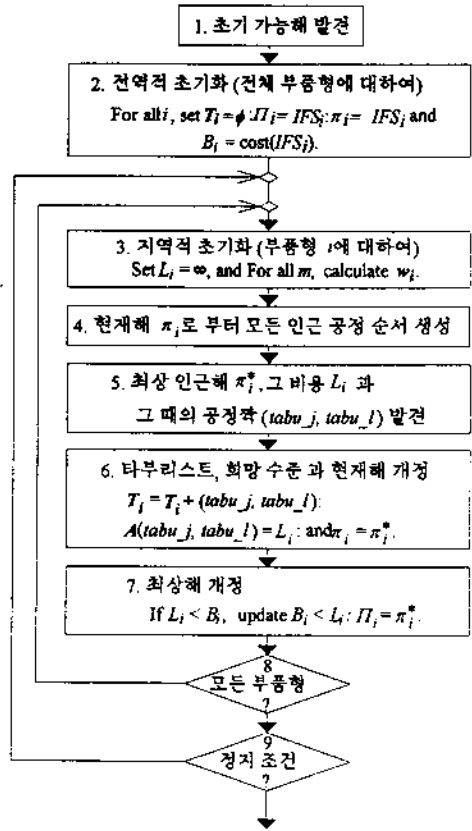 1. 초기 가능해 발견
2. 전역적 초기화 (전체 부품형에 대하여)
For all i, set Ti = ϕ : Πi = IFSi : πi = IFSi and
Bi = cost(IFSi).
3. 지역적 초기화 (부품형 i에 대하여)
Set Li = ∞, and For all m, calculate wi.
4. 현재해 πi로 부터 모든 인근 공정 순서 생성
5. 최상 인근해 πi*, 그 비용 Li 과
그 때의 공정짝 (tabu_j, tabu_l) 발견
6. 타부리스트, 희망 수준 과 현재해 개정
Ti = Ti + (tabu_j, tabu_l):
A(tabu_j, tabu_l) = Li : and πi = πi*.
7. 최상해 개정
If Li < Bi, update Bi < Li : Πi = πi*.
8
모든 부품형
?
9
정지 조건
?